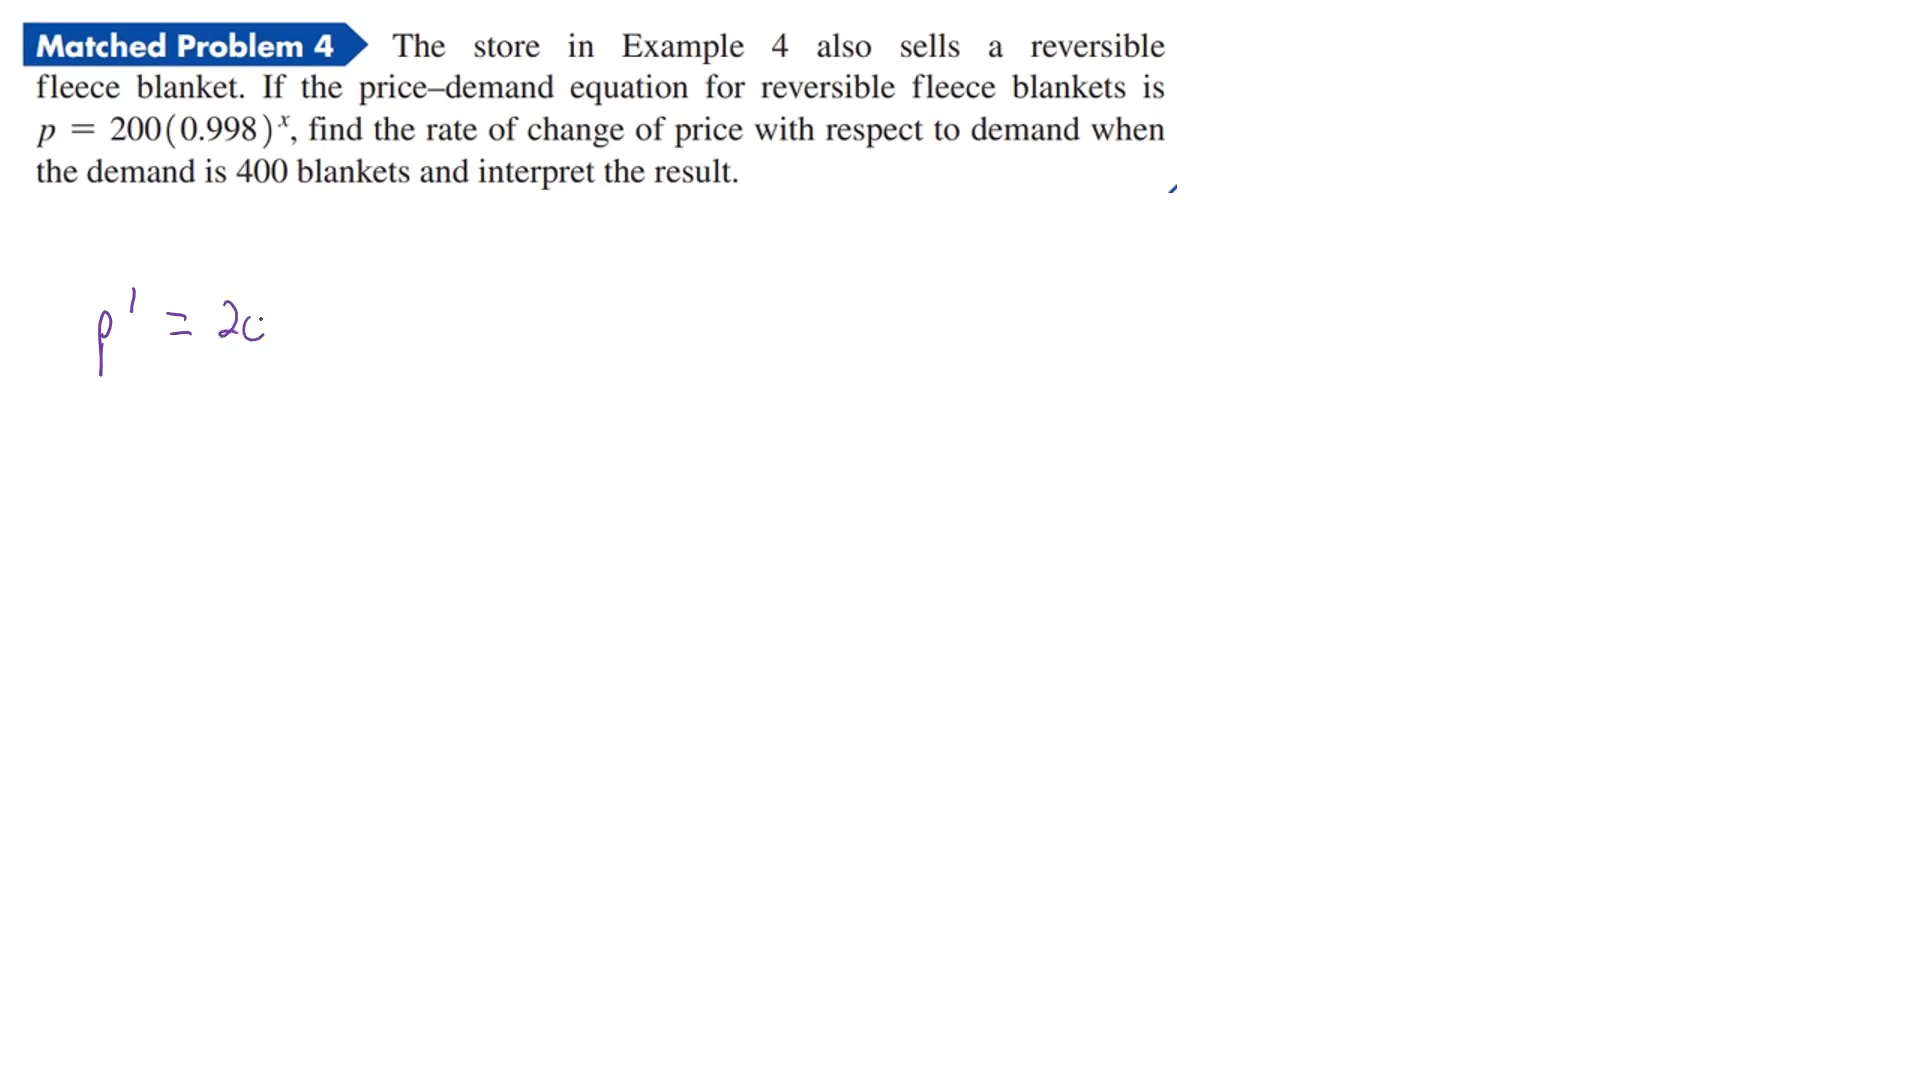 Matched Problem 4 The store in Example 4 also sells a reversible
fleece blanket. If the price–demand equation for reversible fleece blankets is
p = 200(0.998)ˣ, find the rate of change of price with respect to demand when
the demand is 400 blankets and interpret the result.
p' = 20